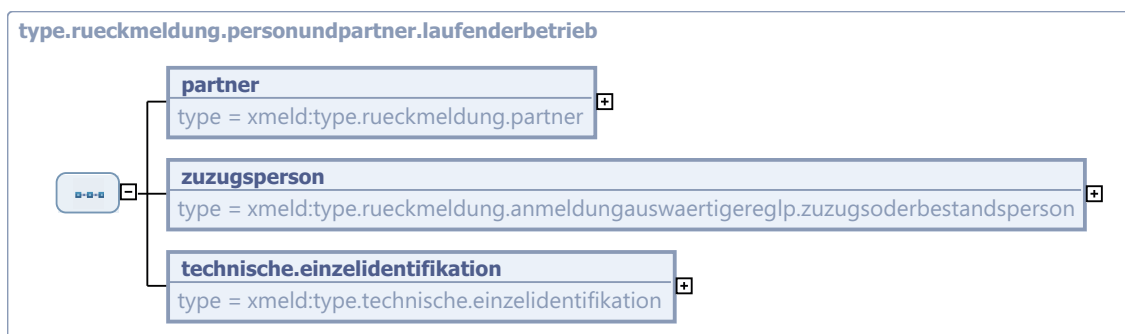 type.rueckmeldung.personundpartner.laufenderbetrieb
partner
type = xmeld:type.rueckmeldung.partner
zuzugsperson
type = xmeld:type.rueckmeldung.anmeldungauswaertigereglp.zuzugsoderbestandsperson
technische.einzelidentifikation
type = xmeld:type.technische.einzelidentifikation